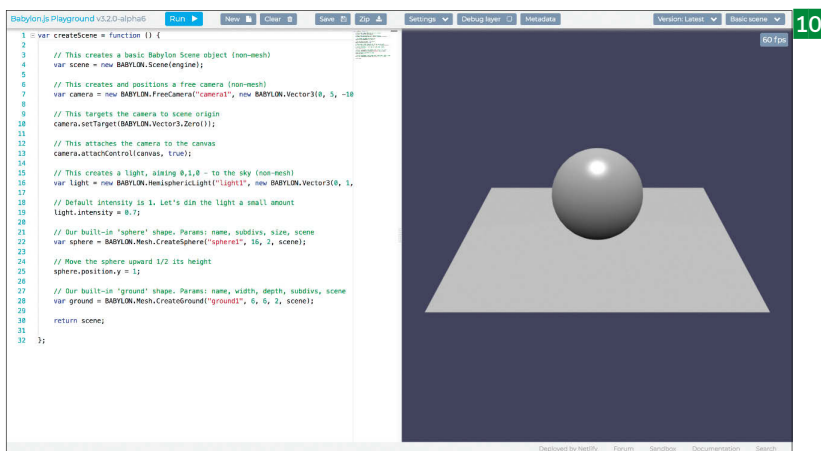 Babylon.js Playground v3.2.0-alpha6 Run New Clear Save Zip Settings Debug layer Metadata Version: Latest Basic scene
10
60 fps
1 var createScene = function () {
2
3 // This creates a basic Babylon Scene object (non-mesh)
4 var scene = new BABYLON.Scene(engine);
5
6 // This creates and positions a free camera (non-mesh)
7 var camera = new BABYLON.FreeCamera("camera1", new BABYLON.Vector3(0, 5, -10
8
9 // This targets the camera to scene origin
10 camera.setTarget(BABYLON.Vector3.Zero());
11
12 // This attaches the camera to the canvas
13 camera.attachControl(canvas, true);
14
15 // This creates a light, aiming 0,1,0 - to the sky (non-mesh)
16 var light = new BABYLON.HemisphericLight("light1", new BABYLON.Vector3(0, 1,
17
18 // Default intensity is 1. Let's dim the light a small amount
19 light.intensity = 0.7;
20
21 // Our built-in 'sphere' shape. Params: name, subdivs, size, scene
22 var sphere = BABYLON.Mesh.CreateSphere("sphere1", 16, 2, scene);
23
24 // Move the sphere upward 1/2 its height
25 sphere.position.y = 1;
26
27 // Our built-in 'ground' shape. Params: name, width, depth, subdivs, scene
28 var ground = BABYLON.Mesh.CreateGround("ground1", 6, 6, 2, scene);
29
30 return scene;
31
32 };
Deployed by Netlify Forum Sandbox Documentation Search